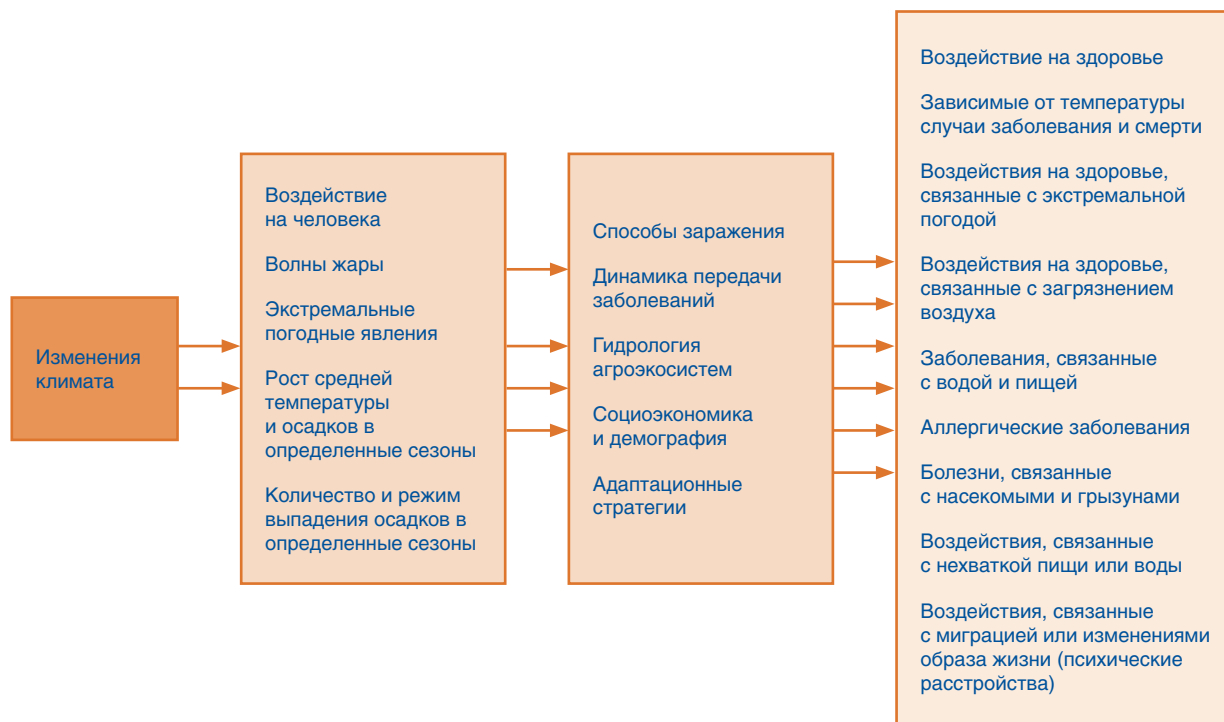 Изменения
климата
Воздействие
на человека
Волны жары
Экстремальные
погодные явления
Рост средней
температуры
и осадков в
определенные сезоны
Количество и режим
выпадения осадков в
определенные сезоны
Способы заражения
Динамика передачи
заболеваний
Гидрология
агроэкосистем
Социоэкономика
и демография
Адаптационные
стратегии
Воздействие на здоровье
Зависимые от температуры
случаи заболевания и смерти
Воздействия на здоровье,
связанные с экстремальной
погодой
Воздействия на здоровье,
связанные с загрязнением
воздуха
Заболевания, связанные
с водой и пищей
Аллергические заболевания
Болезни, связанные
с насекомыми и грызунами
Воздействия, связанные
с нехваткой пищи или воды
Воздействия, связанные
с миграцией или изменениями
образа жизни (психические
расстройства)